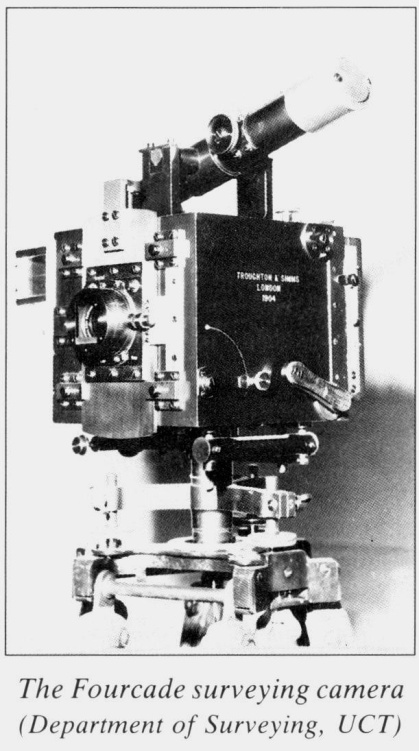 TROUGHTON & SIMMS
LONDON
1904
The Fourcade surveying camera
(Department of Surveying, UCT)